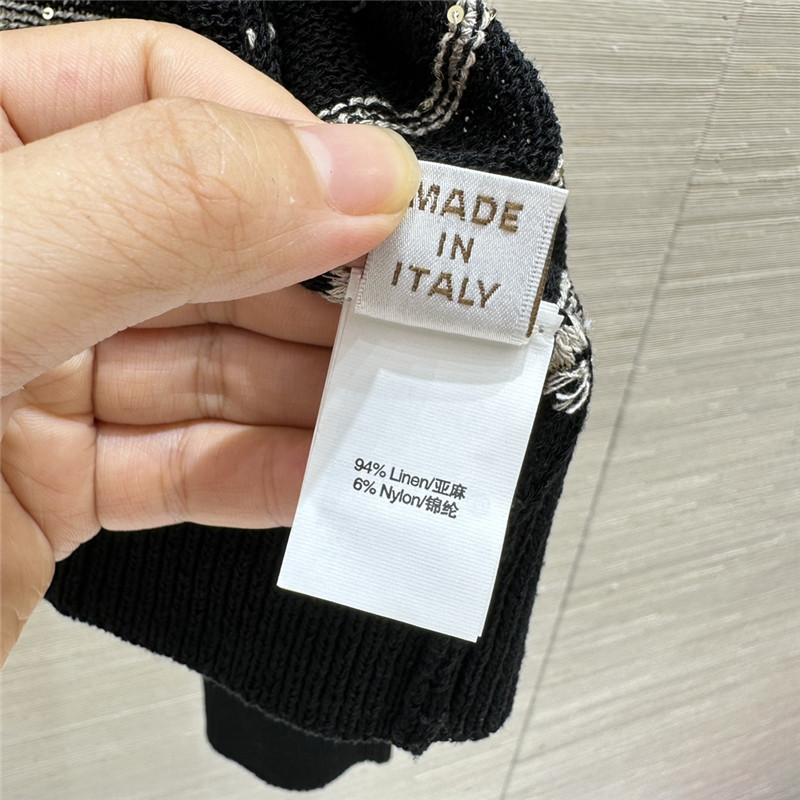 MADE
IN
ITALY
94% Linen/亚麻
6% Nylon/锦纶